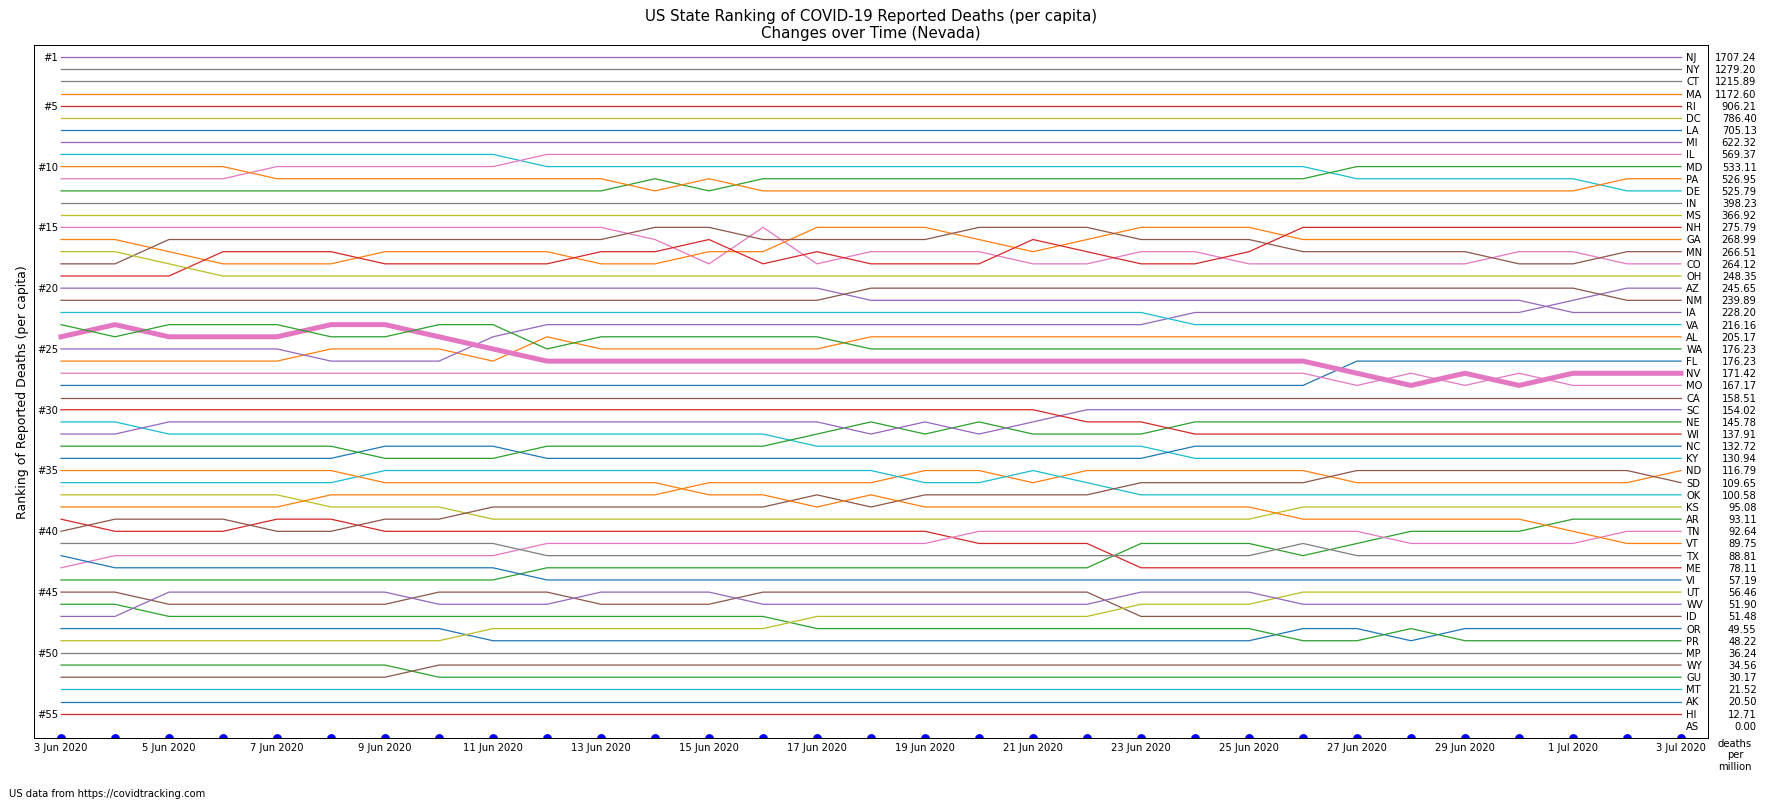 US State Ranking of COVID-19 Reported Deaths (per capita)
Changes over Time (Nevada)
Ranking of Reported Deaths (per capita)
#1
#5
#10
#15
#20
#25
#30
#35
#40
#45
#50
#55
NJ 1707.24
NY 1279.20
CT 1215.89
MA 1172.60
RI 906.21
DC 786.40
LA 705.13
MI 622.32
IL 569.37
MD 533.11
PA 526.95
DE 525.79
IN 398.23
MS 366.92
NH 275.79
GA 268.99
MN 266.51
CO 264.12
OH 248.35
AZ 245.65
NM 239.89
IA 228.20
VA 216.16
AL 205.17
WA 176.23
FL 176.23
NV 171.42
MO 167.17
CA 158.51
SC 154.02
NE 145.78
WI 137.91
NC 132.72
KY 130.94
ND 116.79
SD 109.65
OK 100.58
KS 95.08
AR 93.11
TN 92.64
VT 89.75
TX 88.81
ME 78.11
VI 57.19
UT 56.46
WV 51.90
ID 51.48
OR 49.55
PR 48.22
MP 36.24
WY 34.56
GU 30.17
MT 21.52
AK 20.50
HI 12.71
AS 0.00
3 Jun 2020 5 Jun 2020 7 Jun 2020 9 Jun 2020 11 Jun 2020 13 Jun 2020 15 Jun 2020 17 Jun 2020 19 Jun 2020 21 Jun 2020 23 Jun 2020 25 Jun 2020 27 Jun 2020 29 Jun 2020 1 Jul 2020 3 Jul 2020
deaths
per
million
US data from https://covidtracking.com